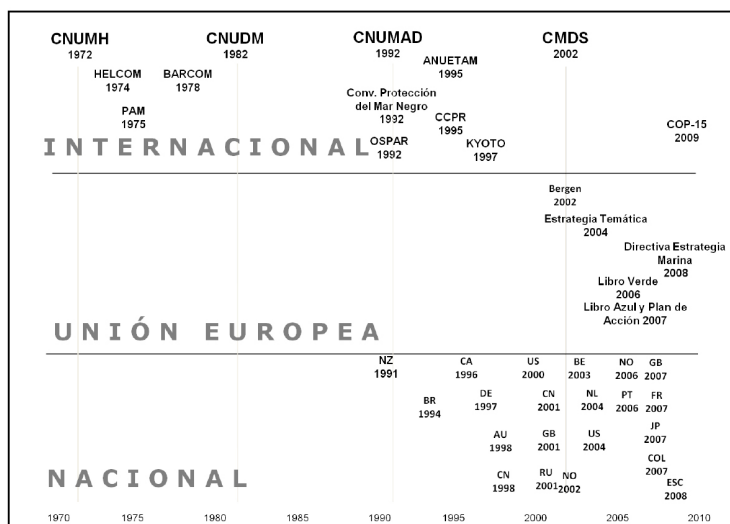 CNUMH
1972
CNUDM
1982
CNUMAD
1992
CMDS
2002
HELCOM
1974
BARCOM
1978
ANUETAM
1995
PAM
1975
Conv. Protección
del Mar Negro
1992
CCPR
1995
COP-15
2009
OSPAR
1992
KYOTO
1997
INTERNACIONAL
Bergen
2002
Estrategia Temática
2004
Directiva Estrategia
Marina
2008
Libro Verde
2006
Libro Azul y Plan de
Acción 2007
UNIÓN EUROPEA
NZ
1991
CA
1996
US
2000
BE
2003
NO
2006
GB
2007
BR
1994
DE
1997
CN
2001
NL
2004
PT
2006
FR
2007
AU
1998
GB
2001
US
2004
JP
2007
CN
1998
RU
2001
NO
2002
COL
2007
ESC
2008
NACIONAL
1970 1975 1980 1985 1990 1995 2000 2005 2010